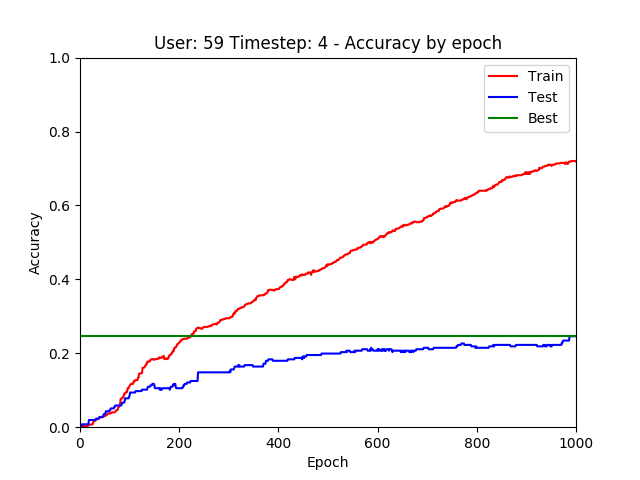 User: 59 Timestep: 4 - Accuracy by epoch
1.0
0.8
0.6
0.4
0.2
0.0
Accuracy
Train
Test
Best
0 200 400 600 800 1000
Epoch